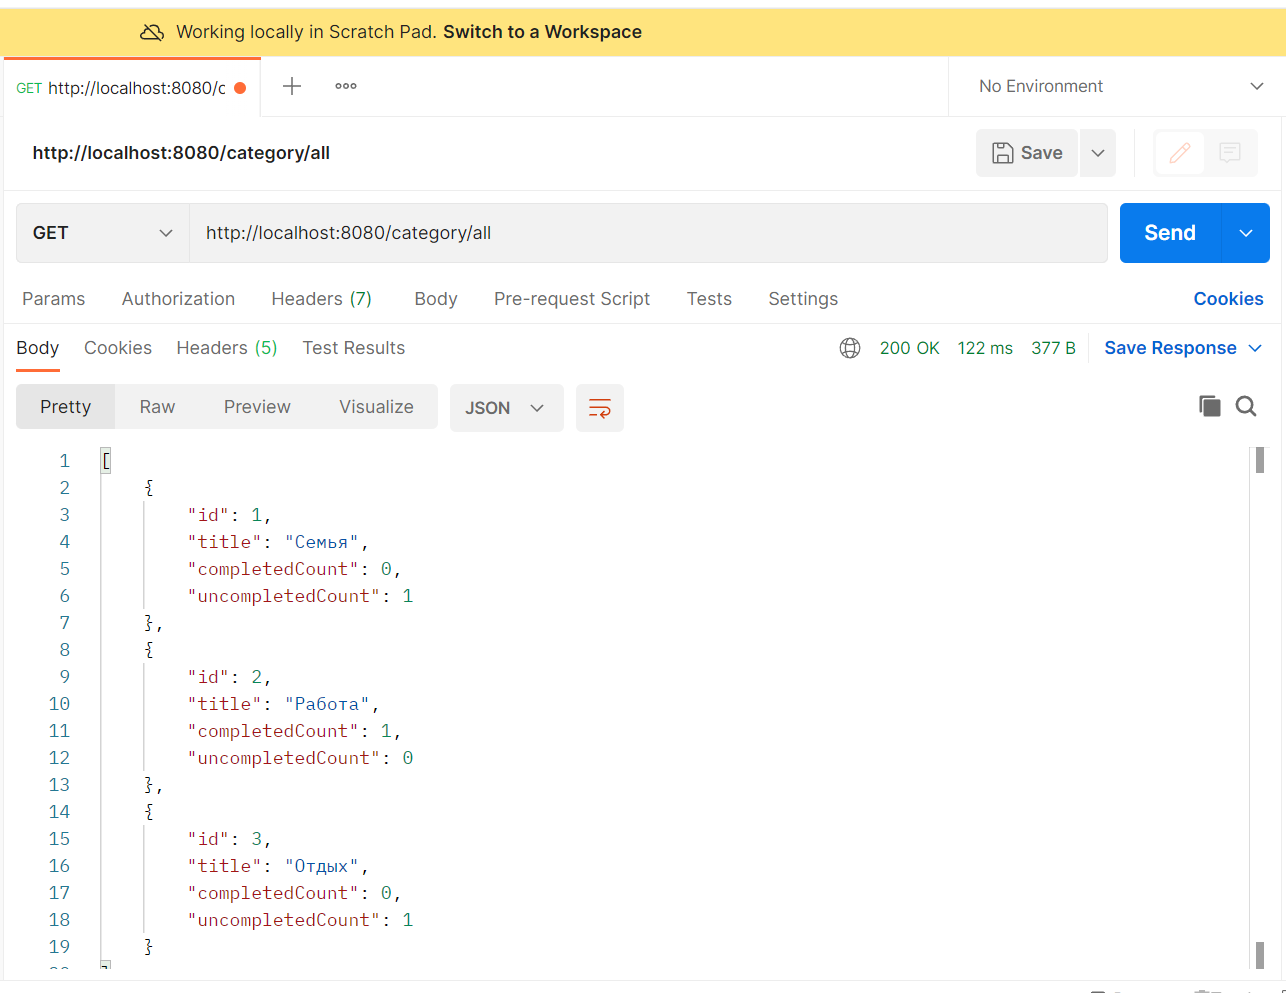 Working locally in Scratch Pad. Switch to a Workspace
GET http://localhost:8080/c
No Environment
http://localhost:8080/category/all
Save
GET http://localhost:8080/category/all
Send
Params Authorization Headers (7) Body Pre-request Script Tests Settings Cookies
Body Cookies Headers (5) Test Results 200 OK 122 ms 377 B Save Response
Pretty Raw Preview Visualize JSON
1 [
2 {
3 "id": 1,
4 "title": "Семья",
5 "completedCount": 0,
6 "uncompletedCount": 1
7 },
8 {
9 "id": 2,
10 "title": "Работа",
11 "completedCount": 1,
12 "uncompletedCount": 0
13 },
14 {
15 "id": 3,
16 "title": "Отдых",
17 "completedCount": 0,
18 "uncompletedCount": 1
19 }